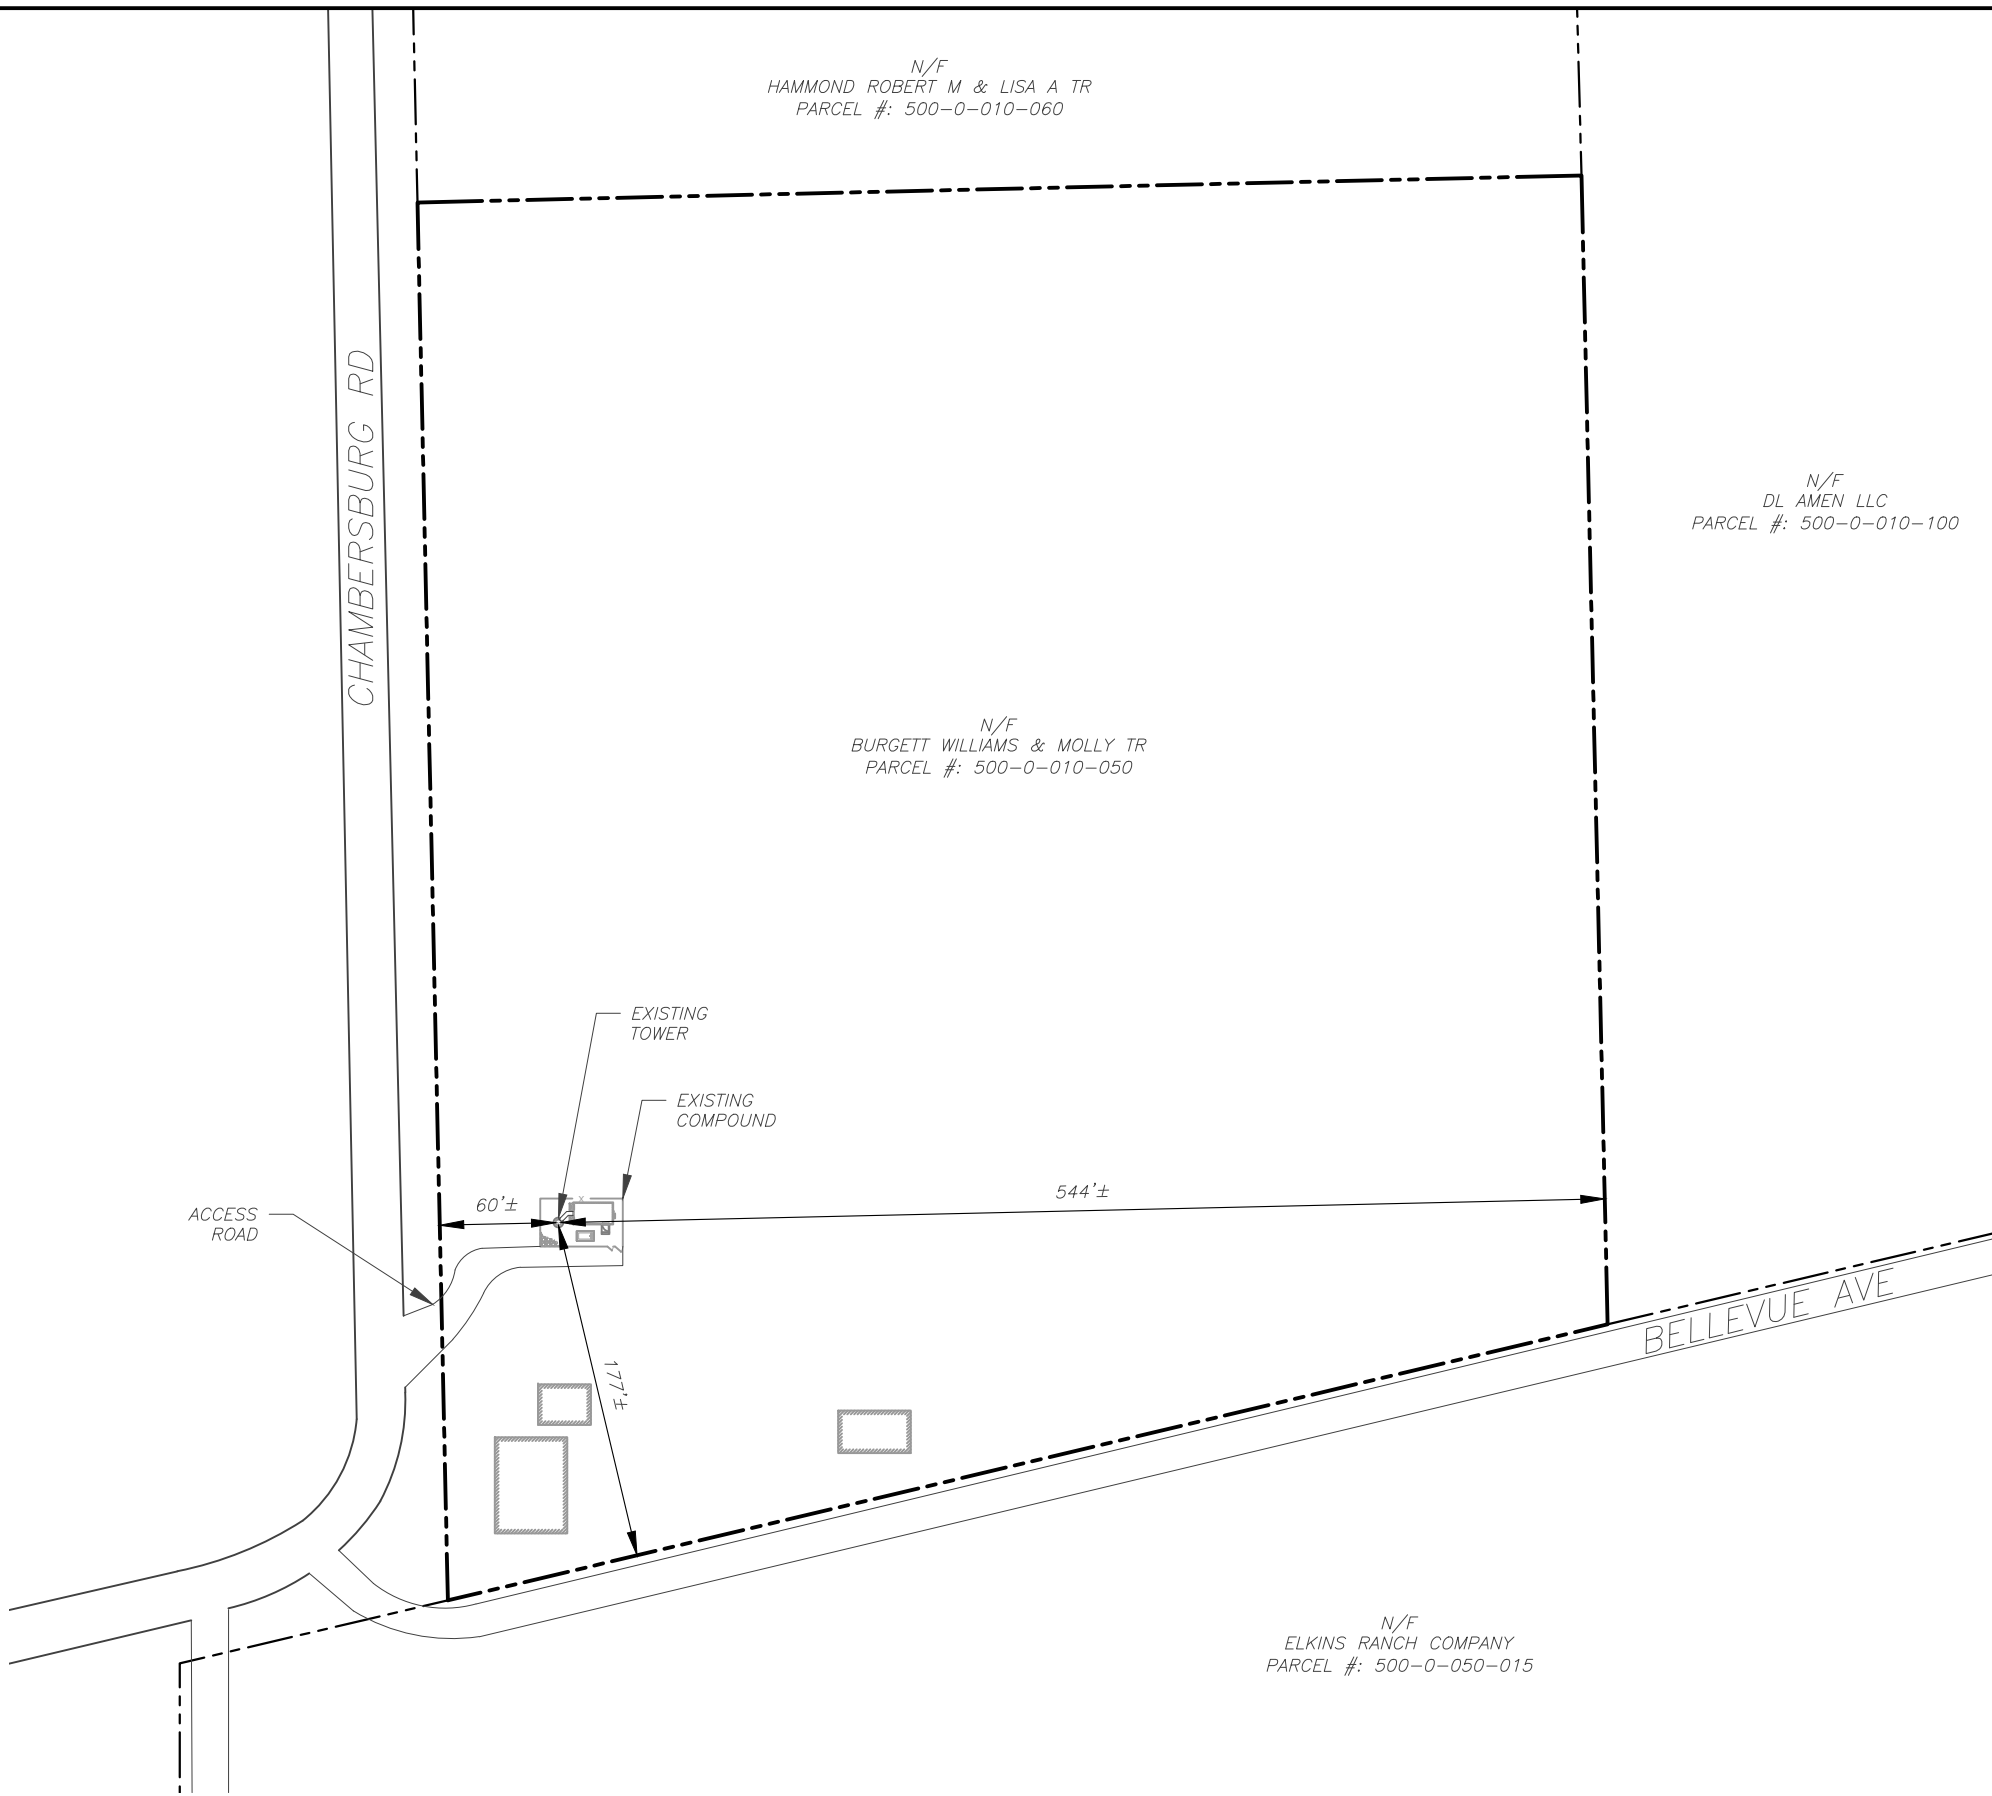 N/F
HAMMOND ROBERT M & LISA A TR
PARCEL #: 500-0-010-060
CHAMBERSBURG RD
N/F
DL AMEN LLC
PARCEL #: 500-0-010-100
N/F
BURGETT WILLIAMS & MOLLY TR
PARCEL #: 500-0-010-050
EXISTING
TOWER
EXISTING
COMPOUND
ACCESS
ROAD
60'±
544'±
X
177'±
BELLEVUE AVE
N/F
ELKINS RANCH COMPANY
PARCEL #: 500-0-050-015